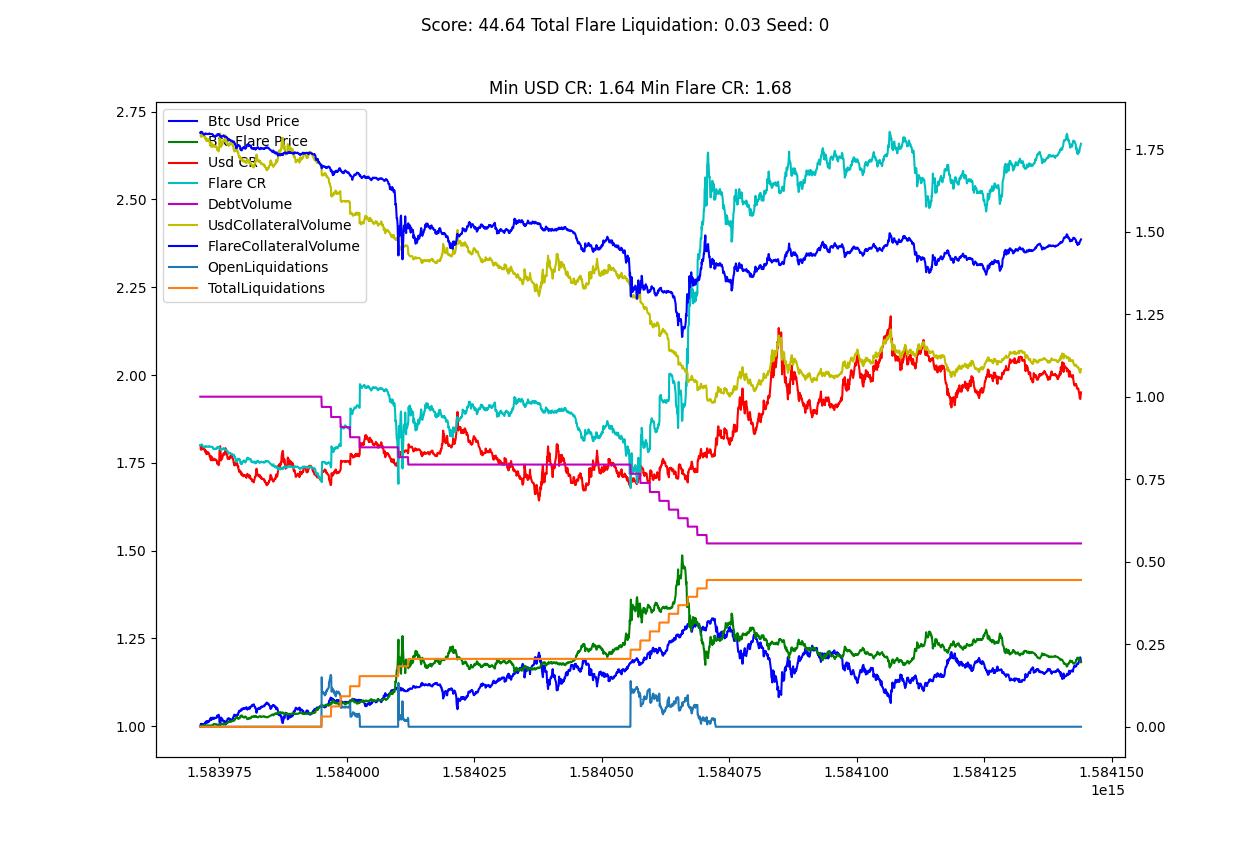 Score: 44.64 Total Flare Liquidation: 0.03 Seed: 0
Min USD CR: 1.64 Min Flare CR: 1.68
Btc Usd Price
Btc Flare Price
Usd CR
Flare CR
DebtVolume
UsdCollateralVolume
FlareCollateralVolume
OpenLiquidations
TotalLiquidations
2.75
2.50
2.25
2.00
1.75
1.50
1.25
1.00
1.75
1.50
1.25
1.00
0.75
0.50
0.25
0.00
1.583975 1.584000 1.584025 1.584050 1.584075 1.584100 1.584125 1.584150
1e15